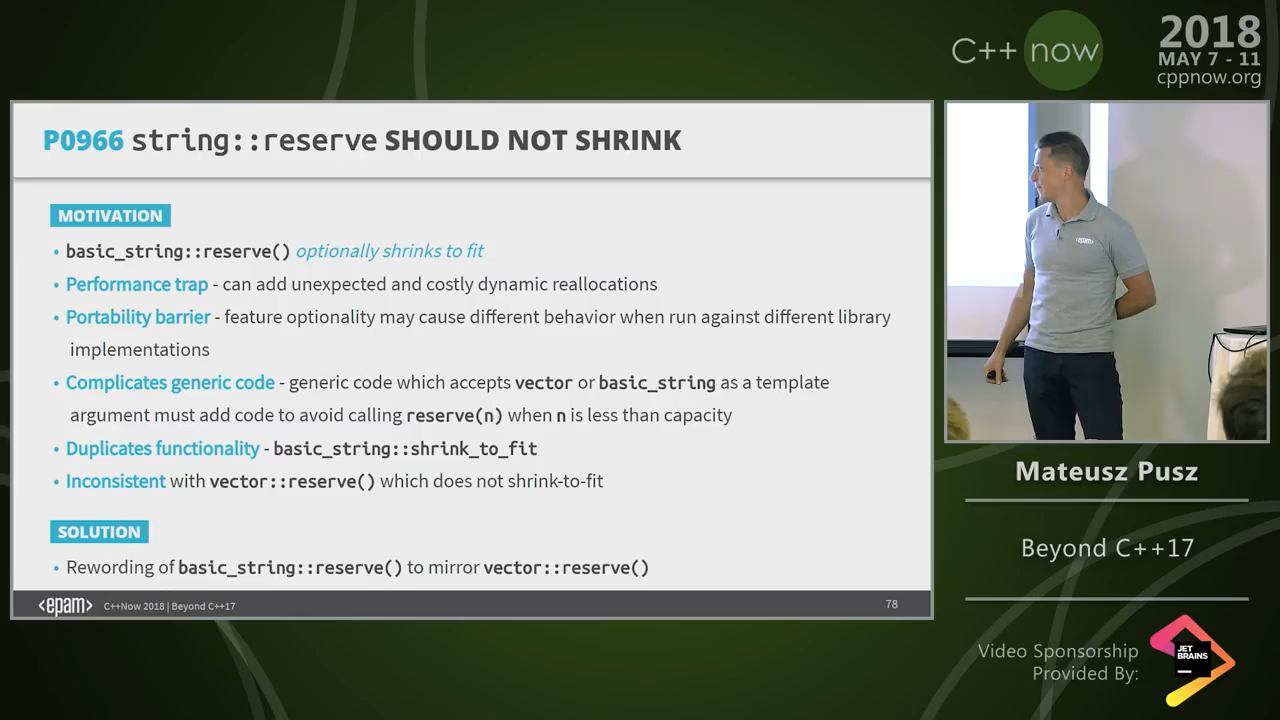 C++ now
2018
MAY 7 - 11
cppnow.org
P0966 string::reserve SHOULD NOT SHRINK
MOTIVATION
• basic_string::reserve() optionally shrinks to fit
• Performance trap - can add unexpected and costly dynamic reallocations
• Portability barrier - feature optionality may cause different behavior when run against different library
implementations
• Complicates generic code - generic code which accepts vector or basic_string as a template
argument must add code to avoid calling reserve(n) when n is less than capacity
• Duplicates functionality - basic_string::shrink_to_fit
• Inconsistent with vector::reserve() which does not shrink-to-fit
SOLUTION
• Rewording of basic_string::reserve() to mirror vector::reserve()
<epam> C++Now 2018 | Beyond C++17 78
<epam>
Mateusz Pusz
Beyond C++17
Video Sponsorship
Provided By:
JET
BRAINS